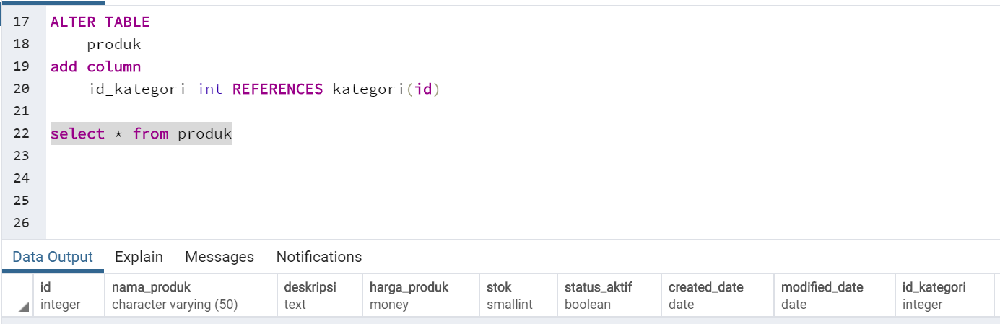 17 ALTER TABLE
18 produk
19 add column
20 id_kategori int REFERENCES kategori(id)
21
22 select * from produk
23
24
25
26
Data Output Explain Messages Notifications
id nama_produk deskripsi harga_produk stok status_aktif created_date modified_date id_kategori
integer character varying (50) text money smallint boolean date date integer